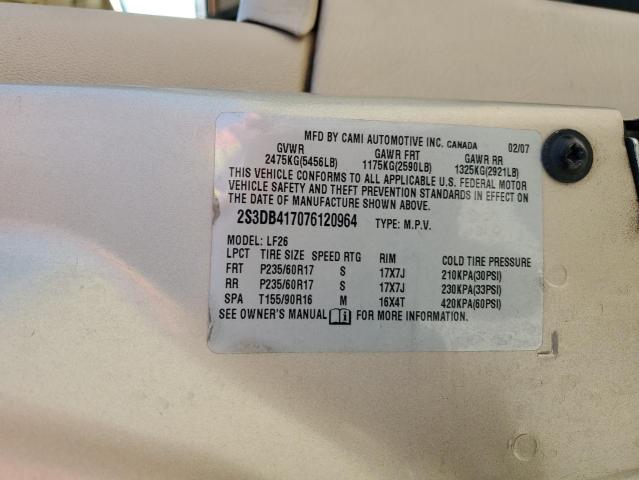 MFD BY CAMI AUTOMOTIVE INC. CANADA 02/07
GVWR GAWR FRT GAWR RR
2475KG(5456LB) 1175KG(2590LB) 1325KG(2921LB)
THIS VEHICLE CONFORMS TO ALL APPLICABLE U.S. FEDERAL MOTOR
VEHICLE SAFETY AND THEFT PREVENTION STANDARDS IN EFFECT ON
THE DATE OF MANUFACTURE SHOWN ABOVE.
2S3DB417076120964 TYPE: M.P.V.
MODEL: LF26
LPCT TIRE SIZE SPEED RTG RIM COLD TIRE PRESSURE
FRT P235/60R17 S 17X7J 210KPA(30PSI)
RR P235/60R17 S 17X7J 230KPA(33PSI)
SPA T155/90R16 M 16X4T 420KPA(60PSI)
SEE OWNER'S MANUAL FOR MORE INFORMATION.